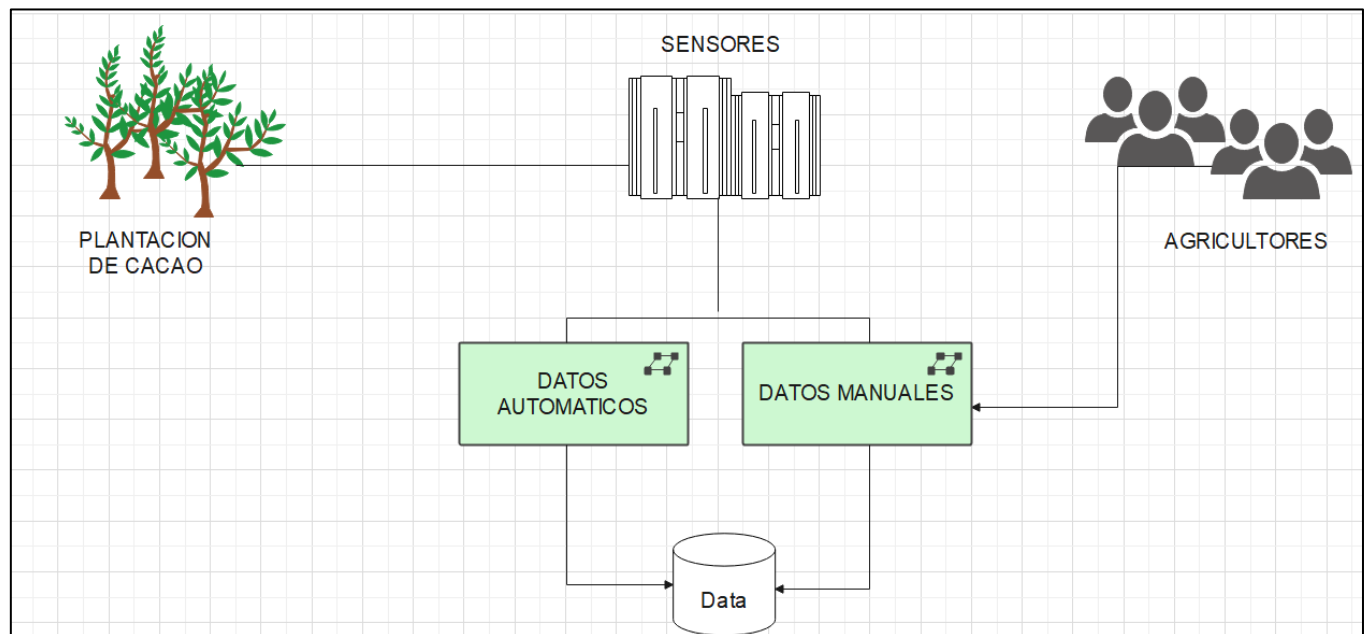 SENSORES
PLANTACION
DE CACAO
AGRICULTORES
DATOS
AUTOMATICOS
DATOS MANUALES
Data